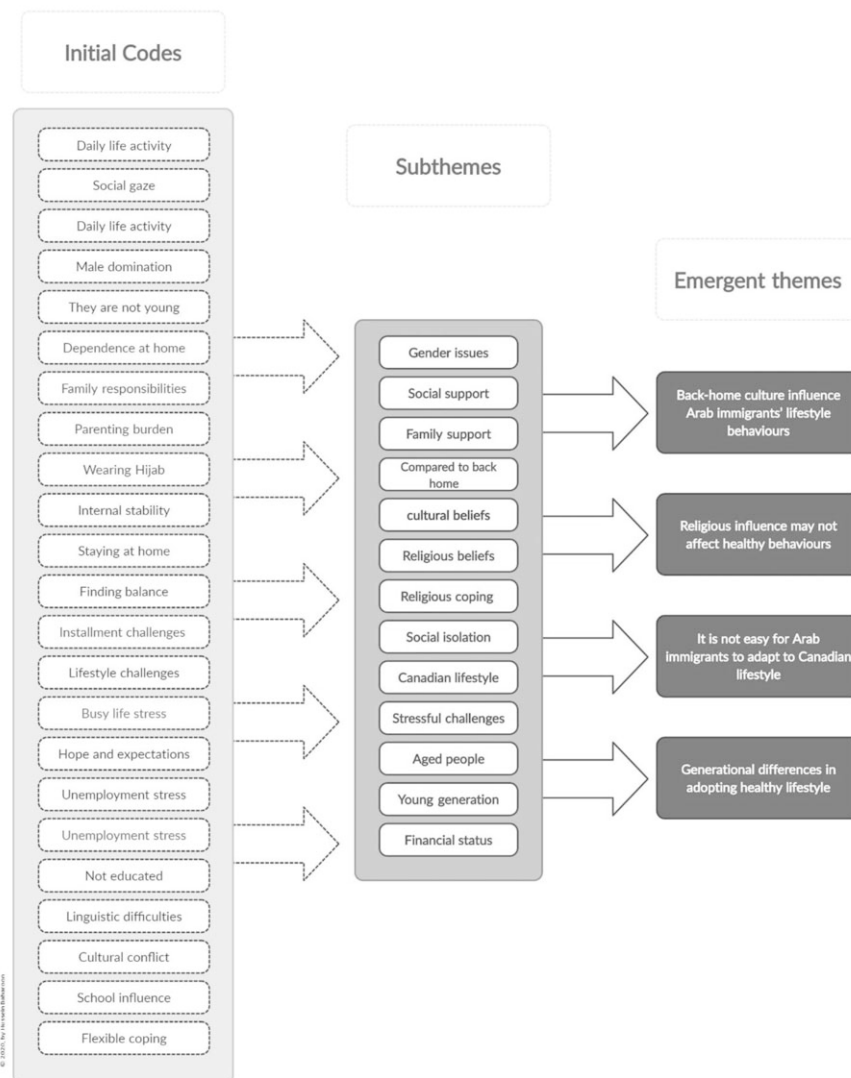 Initial Codes
Daily life activity
Social gaze
Daily life activity
Male domination
They are not young
Dependence at home
Family responsibilities
Parenting burden
Wearing Hijab
Internal stability
Staying at home
Finding balance
Installment challenges
Lifestyle challenges
Busy life stress
Hope and expectations
Unemployment stress
Unemployment stress
Not educated
Linguistic difficulties
Cultural conflict
School influence
Flexible coping
Subthemes
Gender issues
Social support
Family support
Compared to back
home
cultural beliefs
Religious beliefs
Religious coping
Social isolation
Canadian lifestyle
Stressful challenges
Aged people
Young generation
Financial status
Emergent themes
Back-home culture influence
Arab immigrants' lifestyle
behaviours
Religious influence may not
affect healthy behaviours
It is not easy for Arab
immigrants to adapt to Canadian
lifestyle
Generational differences in
adopting healthy lifestyle
© 2020, by